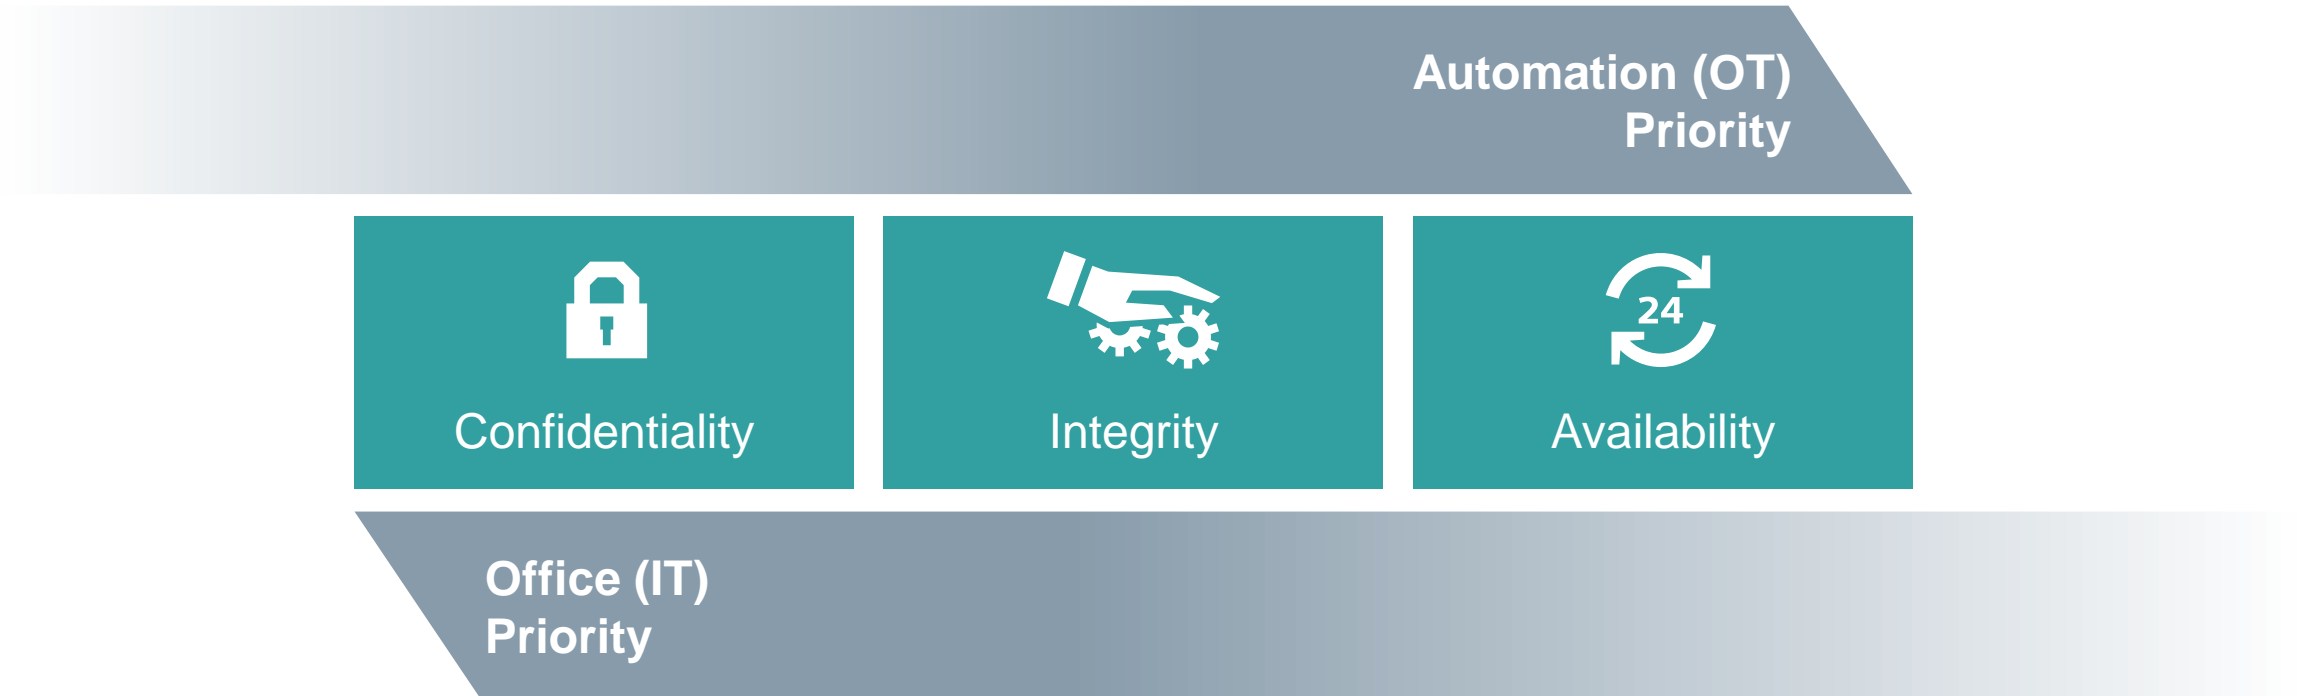 Automation (OT)
Priority
Confidentiality
Integrity
24
Availability
Office (IT)
Priority